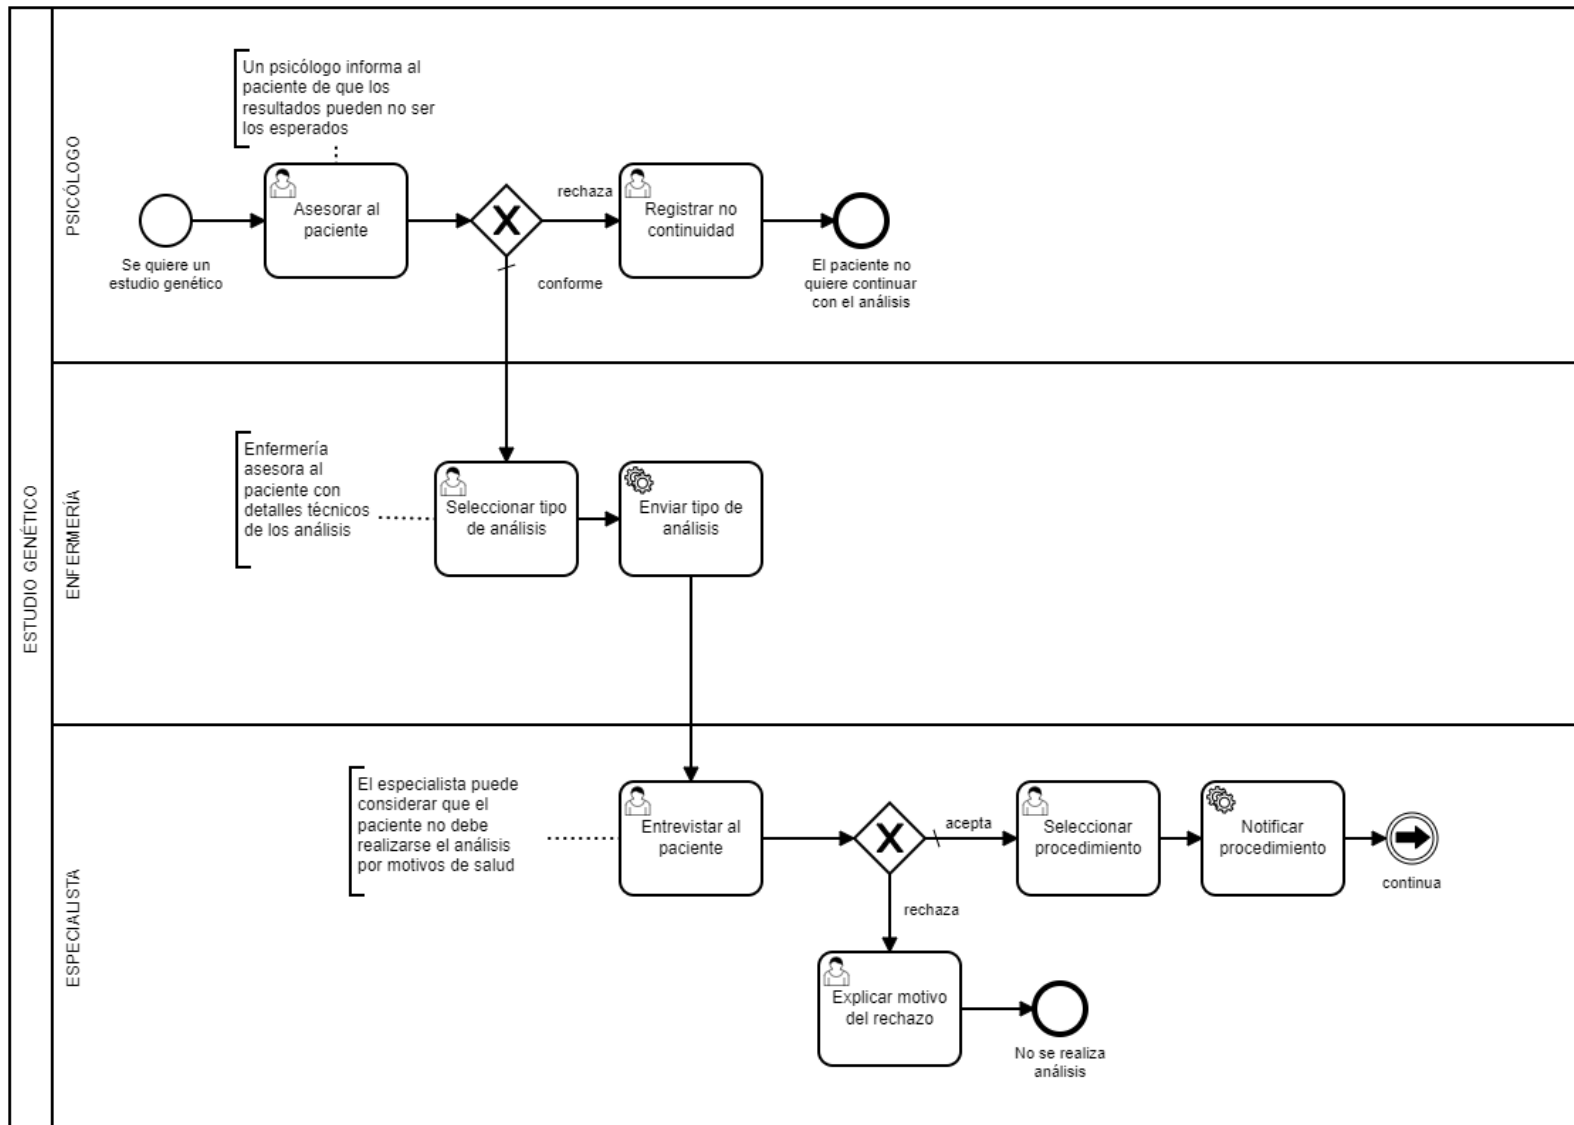 ESTUDIO GENÉTICO
PSICÓLOGO
Un psicólogo informa al
paciente de que los
resultados pueden no ser
los esperados
Se quiere un
estudio genético
Asesorar al
paciente
X
rechaza
conforme
Registrar no
continuidad
El paciente no
quiere continuar
con el análisis
ENFERMERÍA
Enfermería
asesora al
paciente con
detalles técnicos
de los análisis
Seleccionar tipo
de análisis
Enviar tipo de
análisis
ESPECIALISTA
El especialista puede
considerar que el
paciente no debe
realizarse el análisis
por motivos de salud
Entrevistar al
paciente
X
acepta
rechaza
Seleccionar
procedimiento
Notificar
procedimiento
continua
Explicar motivo
del rechazo
No se realiza
análisis